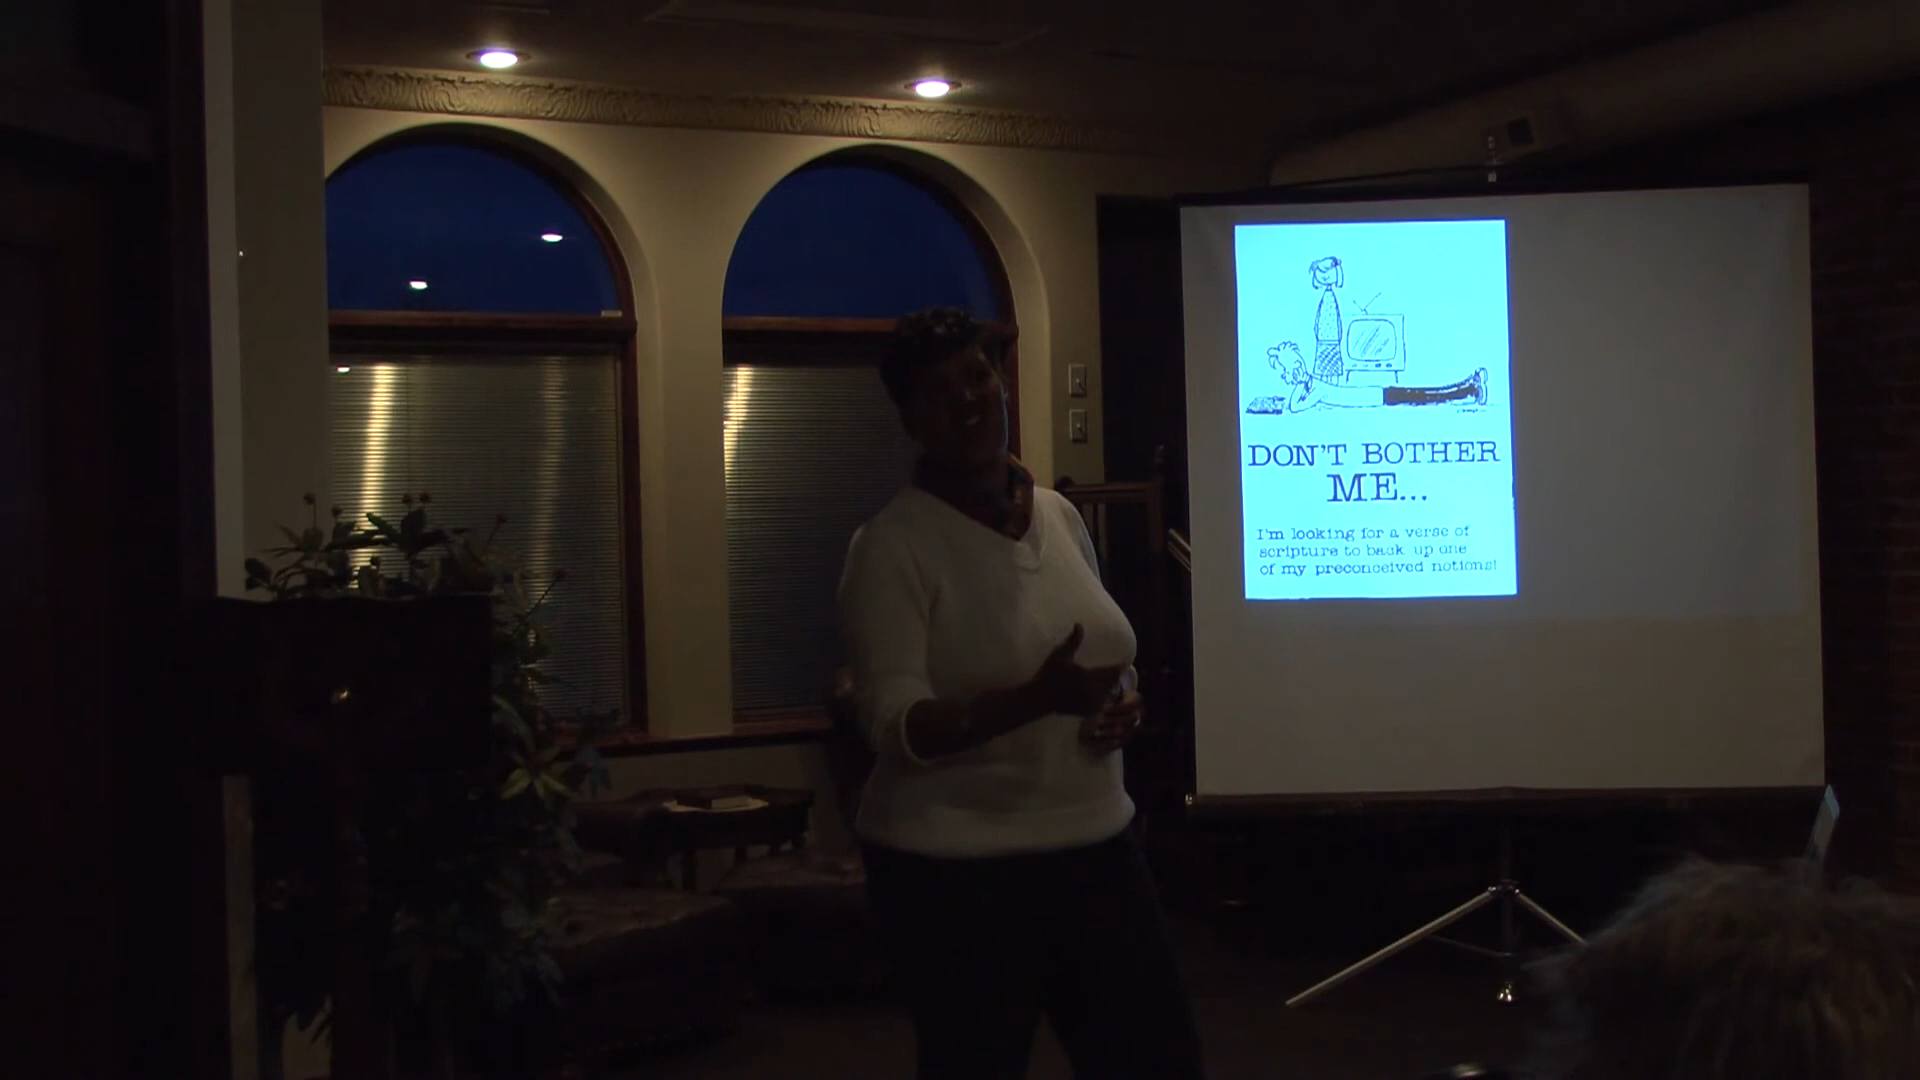 DON'T BOTHER
ME...
I'm looking for a verse of
scripture to back up one
of my preconceived notions!